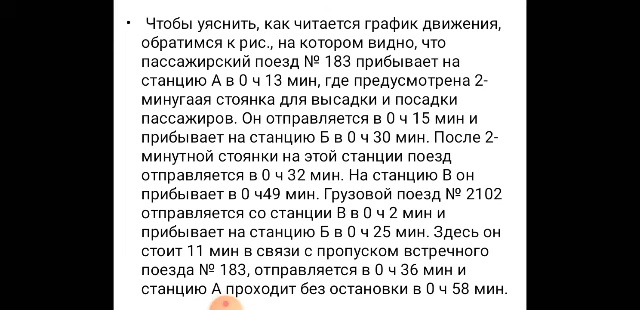 • Чтобы уяснить, как читается график движения,
обратимся к рис., на котором видно, что
пассажирский поезд № 183 прибывает на
станцию А в 0 ч 13 мин, где предусмотрена 2-
минугаая стоянка для высадки и посадки
пассажиров. Он отправляется в 0 ч 15 мин и
прибывает на станцию Б в 0 ч 30 мин. После 2-
минутной стоянки на этой станции поезд
отправляется в 0 ч 32 мин. На станцию В он
прибывает в 0 ч49 мин. Грузовой поезд № 2102
отправляется со станции В в 0 ч 2 мин и
прибывает на станцию Б в 0 ч 25 мин. Здесь он
стоит 11 мин в связи с пропуском встречного
поезда № 183, отправляется в 0 ч 36 мин и
станцию А проходит без остановки в 0 ч 58 мин.